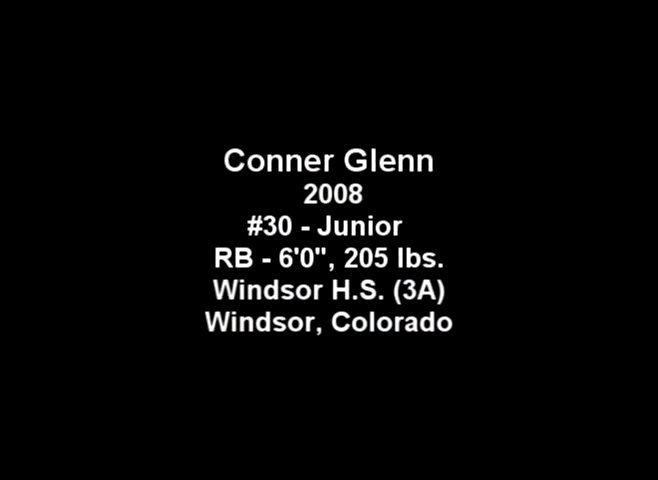 Conner Glenn
2008
#30 - Junior
RB - 6'0", 205 lbs.
Windsor H.S. (3A)
Windsor, Colorado